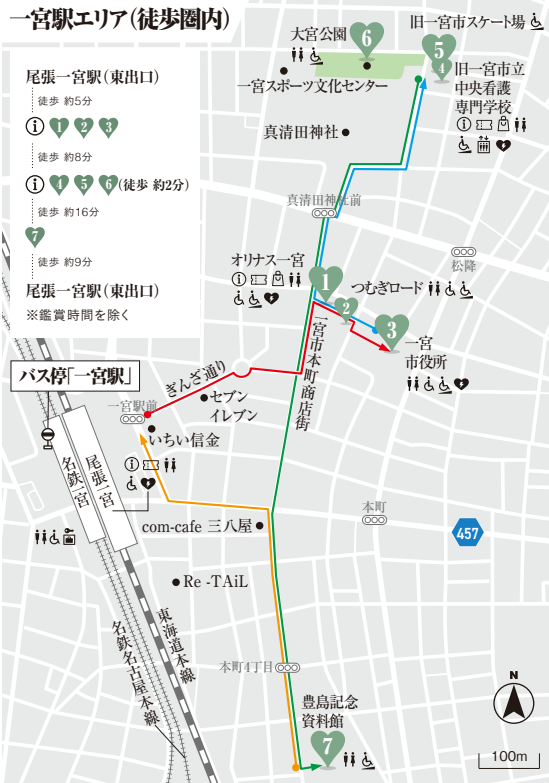 一宮駅エリア（徒歩圏内）
尾張一宮駅（東出口）
徒歩 約5分
i 1 2 3
徒歩 約8分
i 4 5 6 (徒歩 約2分)
徒歩 約16分
7
徒歩 約9分
尾張一宮駅（東出口）
※鑑賞時間を除く
大宮公園
6
旧一宮市スケート場
5
4
旧一宮市立
中央看護
専門学校
i
一宮スポーツ文化センター
真清田神社
真清田神社前
松降
オリナス一宮
i
1
つむぎロード
2
3
一宮
市役所
一宮市本町商店街
ぎんざ通り
バス停「一宮駅」
一宮駅前
セブン
イレブン
いちい信金
i
尾張一宮
名鉄一宮
本町
457
com-cafe 三八屋
Re -TAiL
東海道本線
名鉄名古屋本線
本町4丁目
豊島記念
資料館
7
N
100m